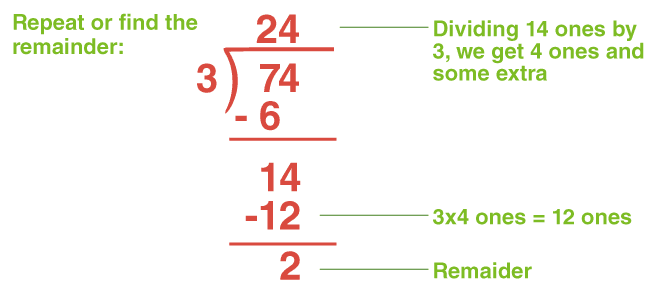 Repeat or find the
remainder:
24
Dividing 14 ones by
3, we get 4 ones and
some extra
3 ) 74
- 6
14
-12
3x4 ones = 12 ones
2
Remaider